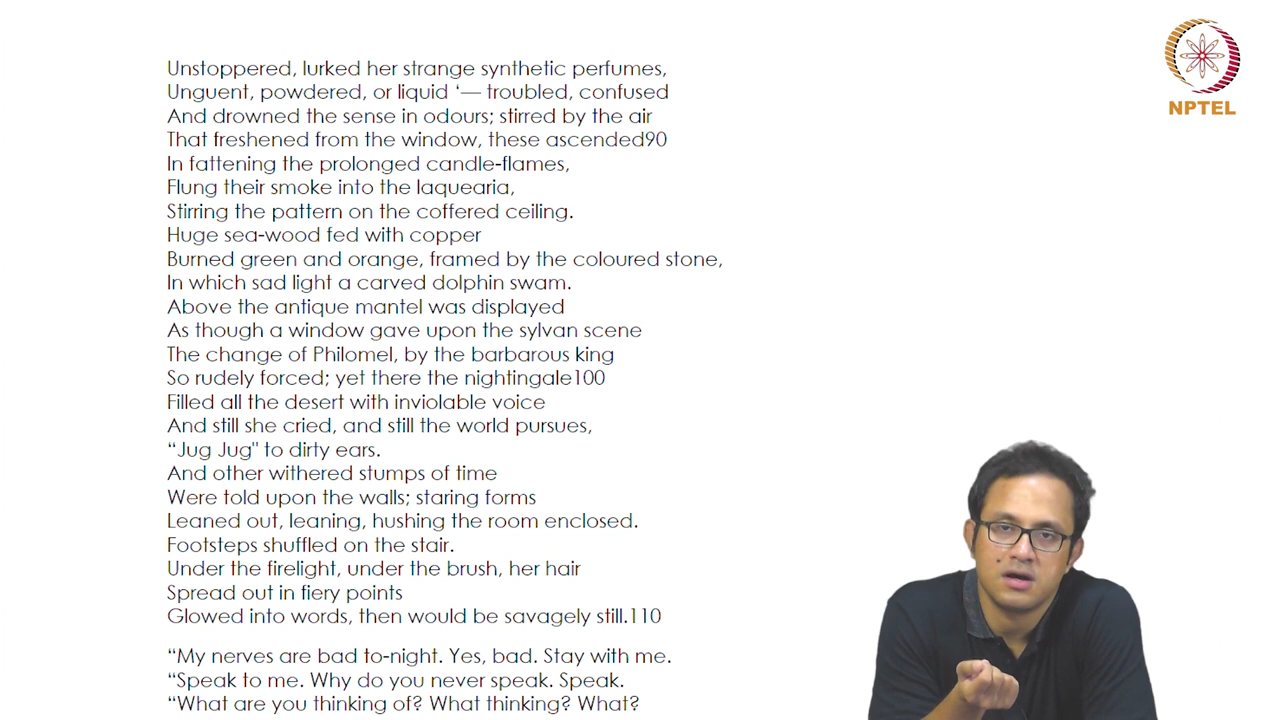 Unstoppered, lurked her strange synthetic perfumes,
Unguent, powdered, or liquid ‘— troubled, confused
And drowned the sense in odours; stirred by the air
That freshened from the window, these ascended90
In fattening the prolonged candle-flames,
Flung their smoke into the laquearia,
Stirring the pattern on the coffered ceiling.
Huge sea-wood fed with copper
Burned green and orange, framed by the coloured stone,
In which sad light a carved dolphin swam.
Above the antique mantel was displayed
As though a window gave upon the sylvan scene
The change of Philomel, by the barbarous king
So rudely forced; yet there the nightingale100
Filled all the desert with inviolable voice
And still she cried, and still the world pursues,
“Jug Jug" to dirty ears.
And other withered stumps of time
Were told upon the walls; staring forms
Leaned out, leaning, hushing the room enclosed.
Footsteps shuffled on the stair.
Under the firelight, under the brush, her hair
Spread out in fiery points
Glowed into words, then would be savagely still.110
“My nerves are bad to-night. Yes, bad. Stay with me.
“Speak to me. Why do you never speak. Speak.
“What are you thinking of? What thinking? What?
NPTEL